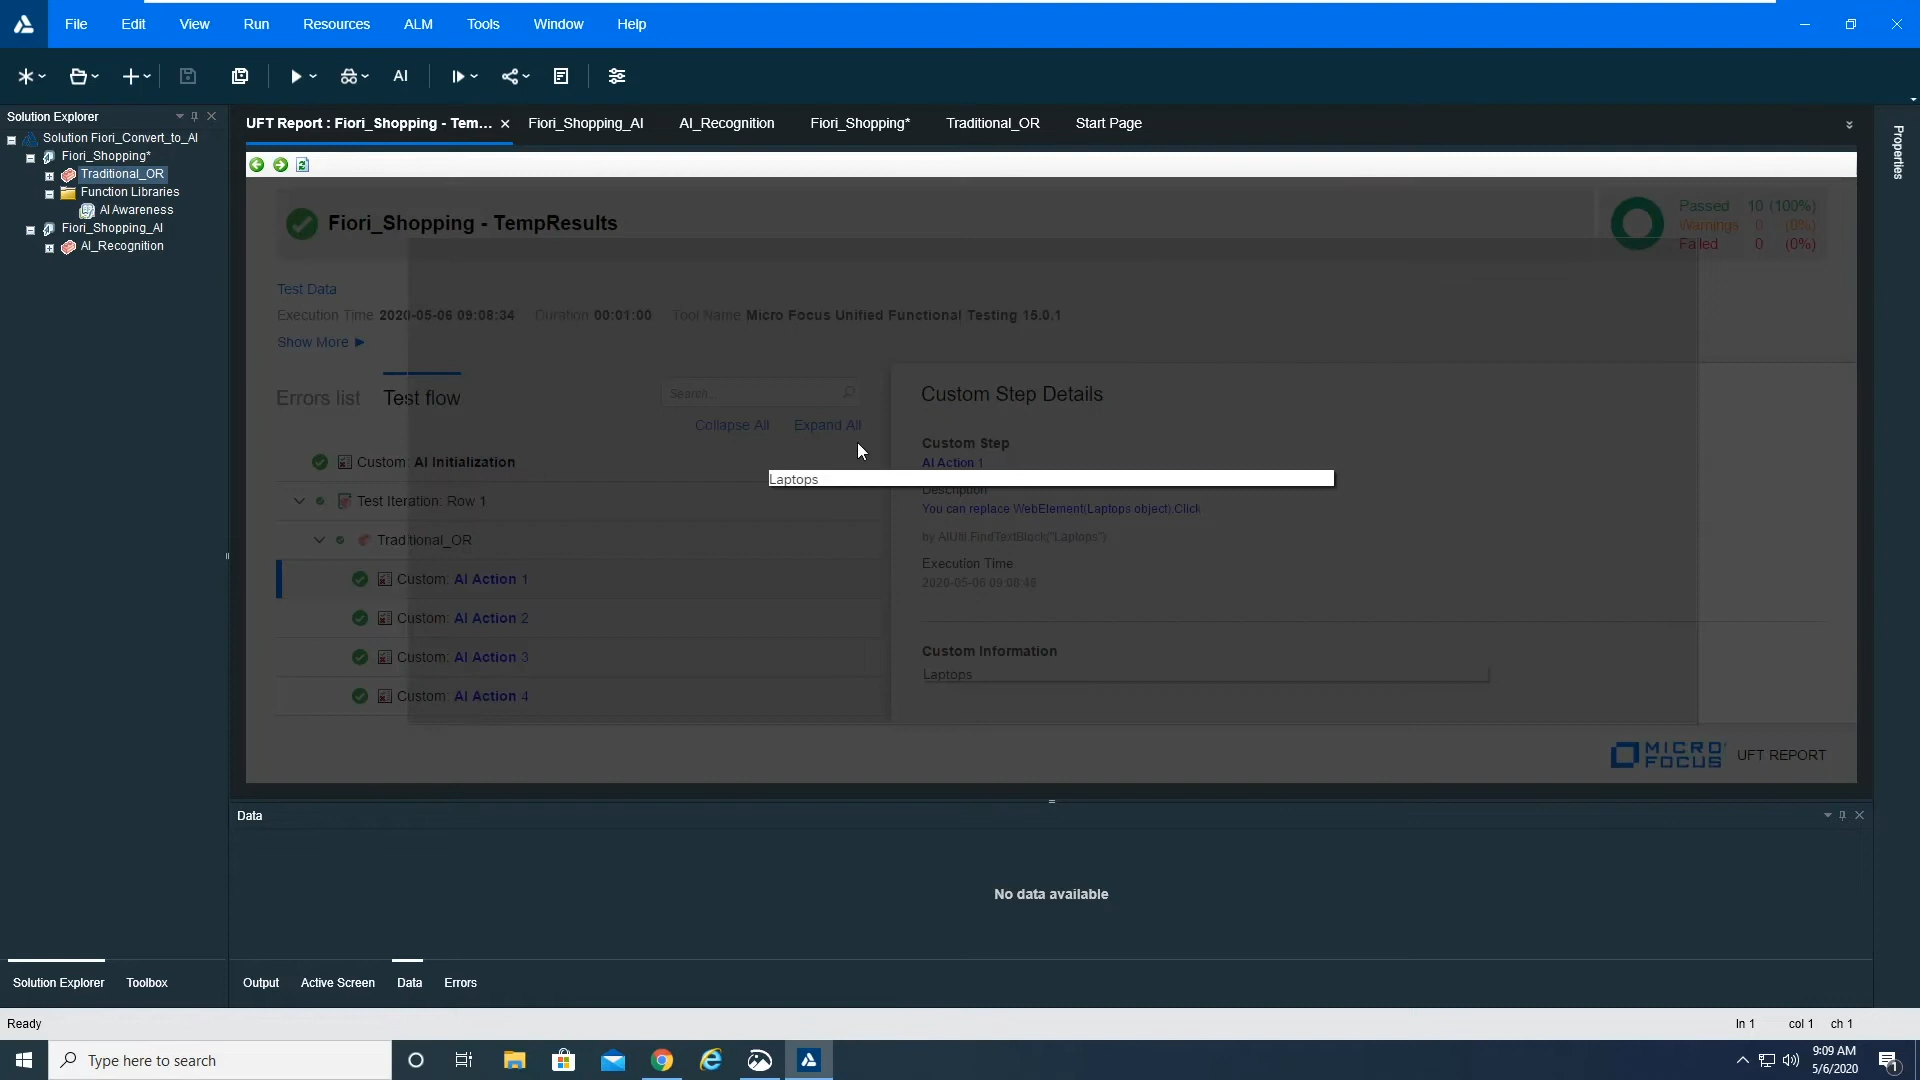 File Edit View Run Resources ALM Tools Window Help
AI
Solution Explorer
Solution Fiori_Convert_to_AI
Fiori_Shopping*
Traditional_OR
Function Libraries
AIAwareness
Fiori_Shopping_AI
AI_Recognition
UFT Report : Fiori_Shopping - Tem... Fiori_Shopping_AI AI_Recognition Fiori_Shopping* Traditional_OR Start Page
Properties
Fiori_Shopping - TempResults
Passed 10 (100%)
Warnings 0 (0%)
Failed 0 (0%)
Test Data
Execution Time 2020-05-06 09:08:34 Duration 00:01:00 Tool Name Micro Focus Unified Functional Testing 15.0.1
Show More
Errors list Test flow
Search...
Collapse All Expand All
Custom: AI Initialization
Test Iteration: Row 1
Traditional_OR
Custom: AI Action 1
Custom: AI Action 2
Custom: AI Action 3
Custom: AI Action 4
Custom Step Details
Custom Step
AI Action 1
Laptops
Description
You can replace WebElement(Laptops object).Click
by AIUtil.FindTextBlock("Laptops")
Execution Time
2020-05-06 09:08:46
Custom Information
Laptops
MICRO FOCUS UFT REPORT
Data
No data available
Solution Explorer Toolbox
Output Active Screen Data Errors
Ready
ln 1 col 1 ch 1
Type here to search
9:09 AM
5/6/2020
1